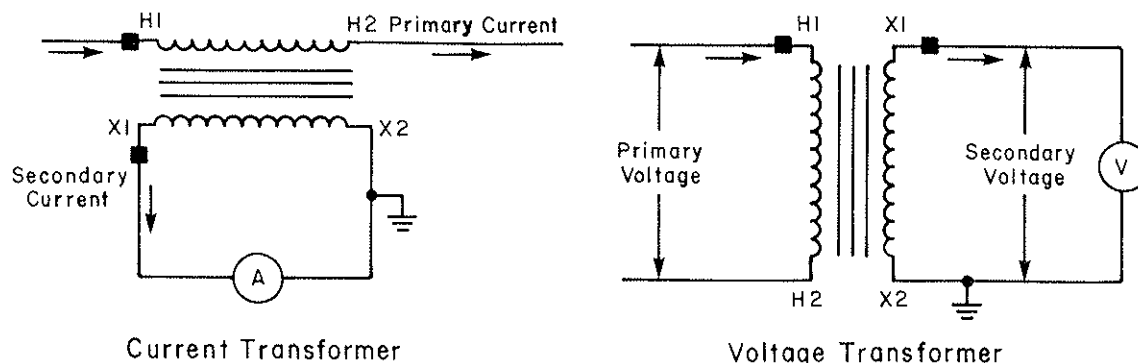 H1
H2 Primary Current
X1
X2
Secondary
Current
A
Current Transformer
H1
X1
Primary
Voltage
Secondary
Voltage
V
H2
X2
Voltage Transformer